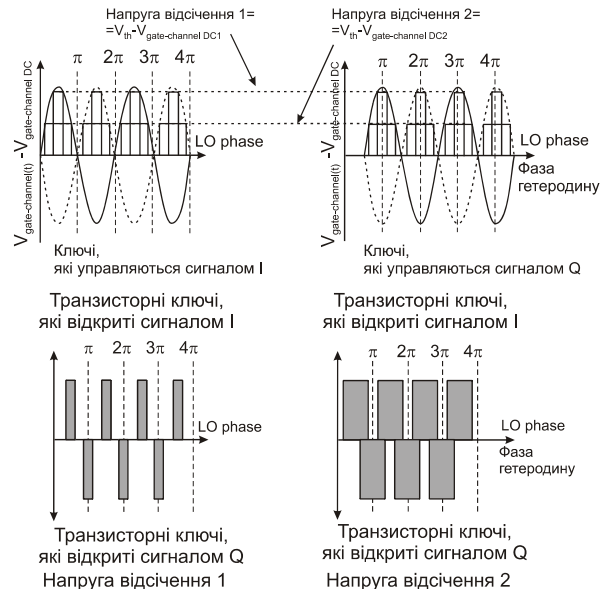 Напруга відсічення 1=
=Vth-Vgate-channel DC1
Напруга відсічення 2=
=Vth-Vgate-channel DC2
π 2π 3π 4π
Vgate-channel(t) -Vgate-channel DC
LO phase
Ключі,
які управляються сигналом I
π 2π 3π 4π
Vgate-channel(t) -Vgate-channel DC
LO phase
Фаза
гетеродину
Ключі,
які управляються сигналом Q
Транзисторні ключі,
які відкриті сигналом I
Транзисторні ключі,
які відкриті сигналом I
π 2π 3π 4π
LO phase
π 2π 3π 4π
LO phase
Фаза
гетеродину
Транзисторні ключі,
які відкриті сигналом Q
Напруга відсічення 1
Транзисторні ключі,
які відкриті сигналом Q
Напруга відсічення 2